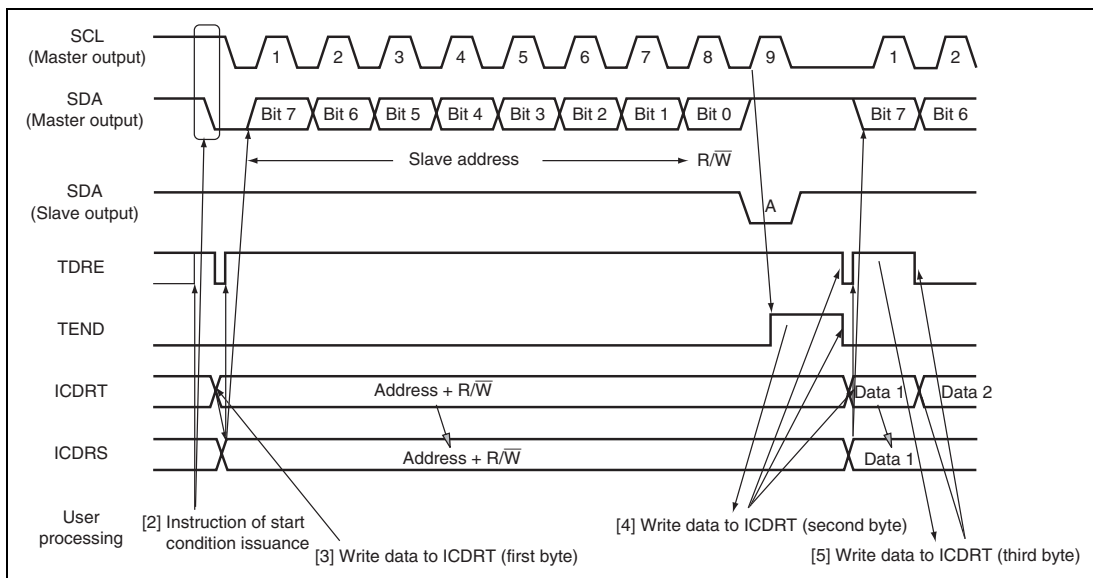 SCL
(Master output)
1 2 3 4 5 6 7 8 9 1 2
SDA
(Master output)
Bit 7 Bit 6 Bit 5 Bit 4 Bit 3 Bit 2 Bit 1 Bit 0 Bit 7 Bit 6
Slave address R/W̅
SDA
(Slave output)
A
TDRE
TEND
ICDRT
Address + R/W̅ Data 1 Data 2
ICDRS
Address + R/W̅ Data 1
User
processing
[2] Instruction of start
condition issuance
[3] Write data to ICDRT (first byte)
[4] Write data to ICDRT (second byte)
[5] Write data to ICDRT (third byte)